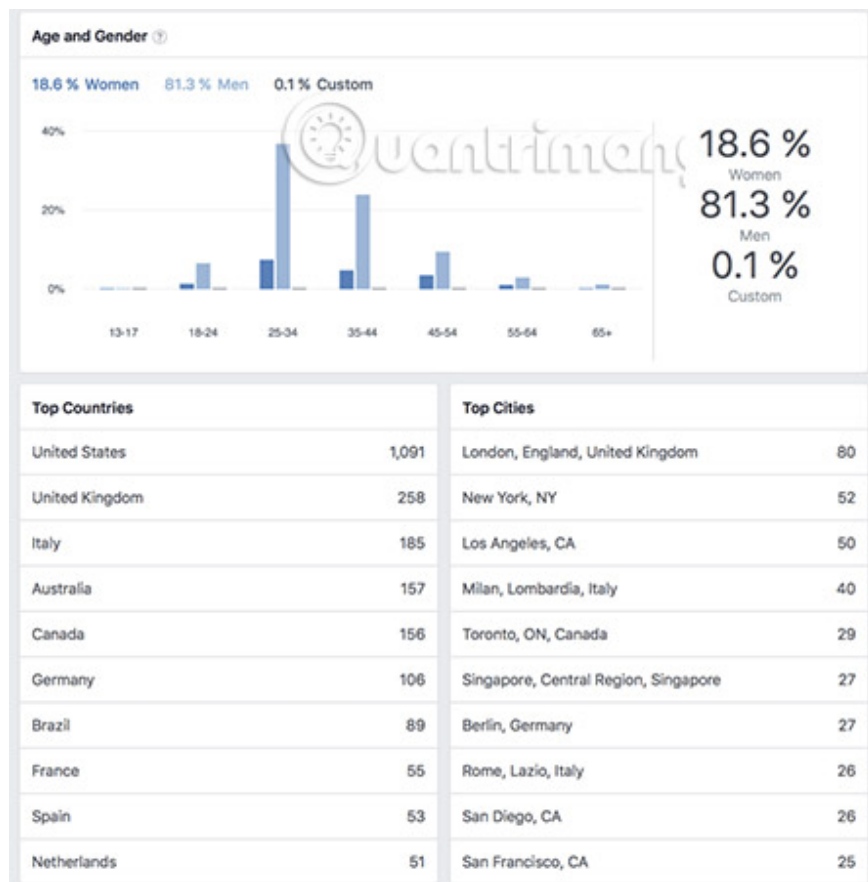 Age and Gender ?
18.6 % Women 81.3 % Men 0.1 % Custom
Quantrimang
40%
20%
0%
13-17 18-24 25-34 35-44 45-54 55-64 65+
18.6 %
Women
81.3 %
Men
0.1 %
Custom
Top Countries
United States 1,091
United Kingdom 258
Italy 185
Australia 157
Canada 156
Germany 106
Brazil 89
France 55
Spain 53
Netherlands 51
Top Cities
London, England, United Kingdom 80
New York, NY 52
Los Angeles, CA 50
Milan, Lombardia, Italy 40
Toronto, ON, Canada 29
Singapore, Central Region, Singapore 27
Berlin, Germany 27
Rome, Lazio, Italy 26
San Diego, CA 26
San Francisco, CA 25